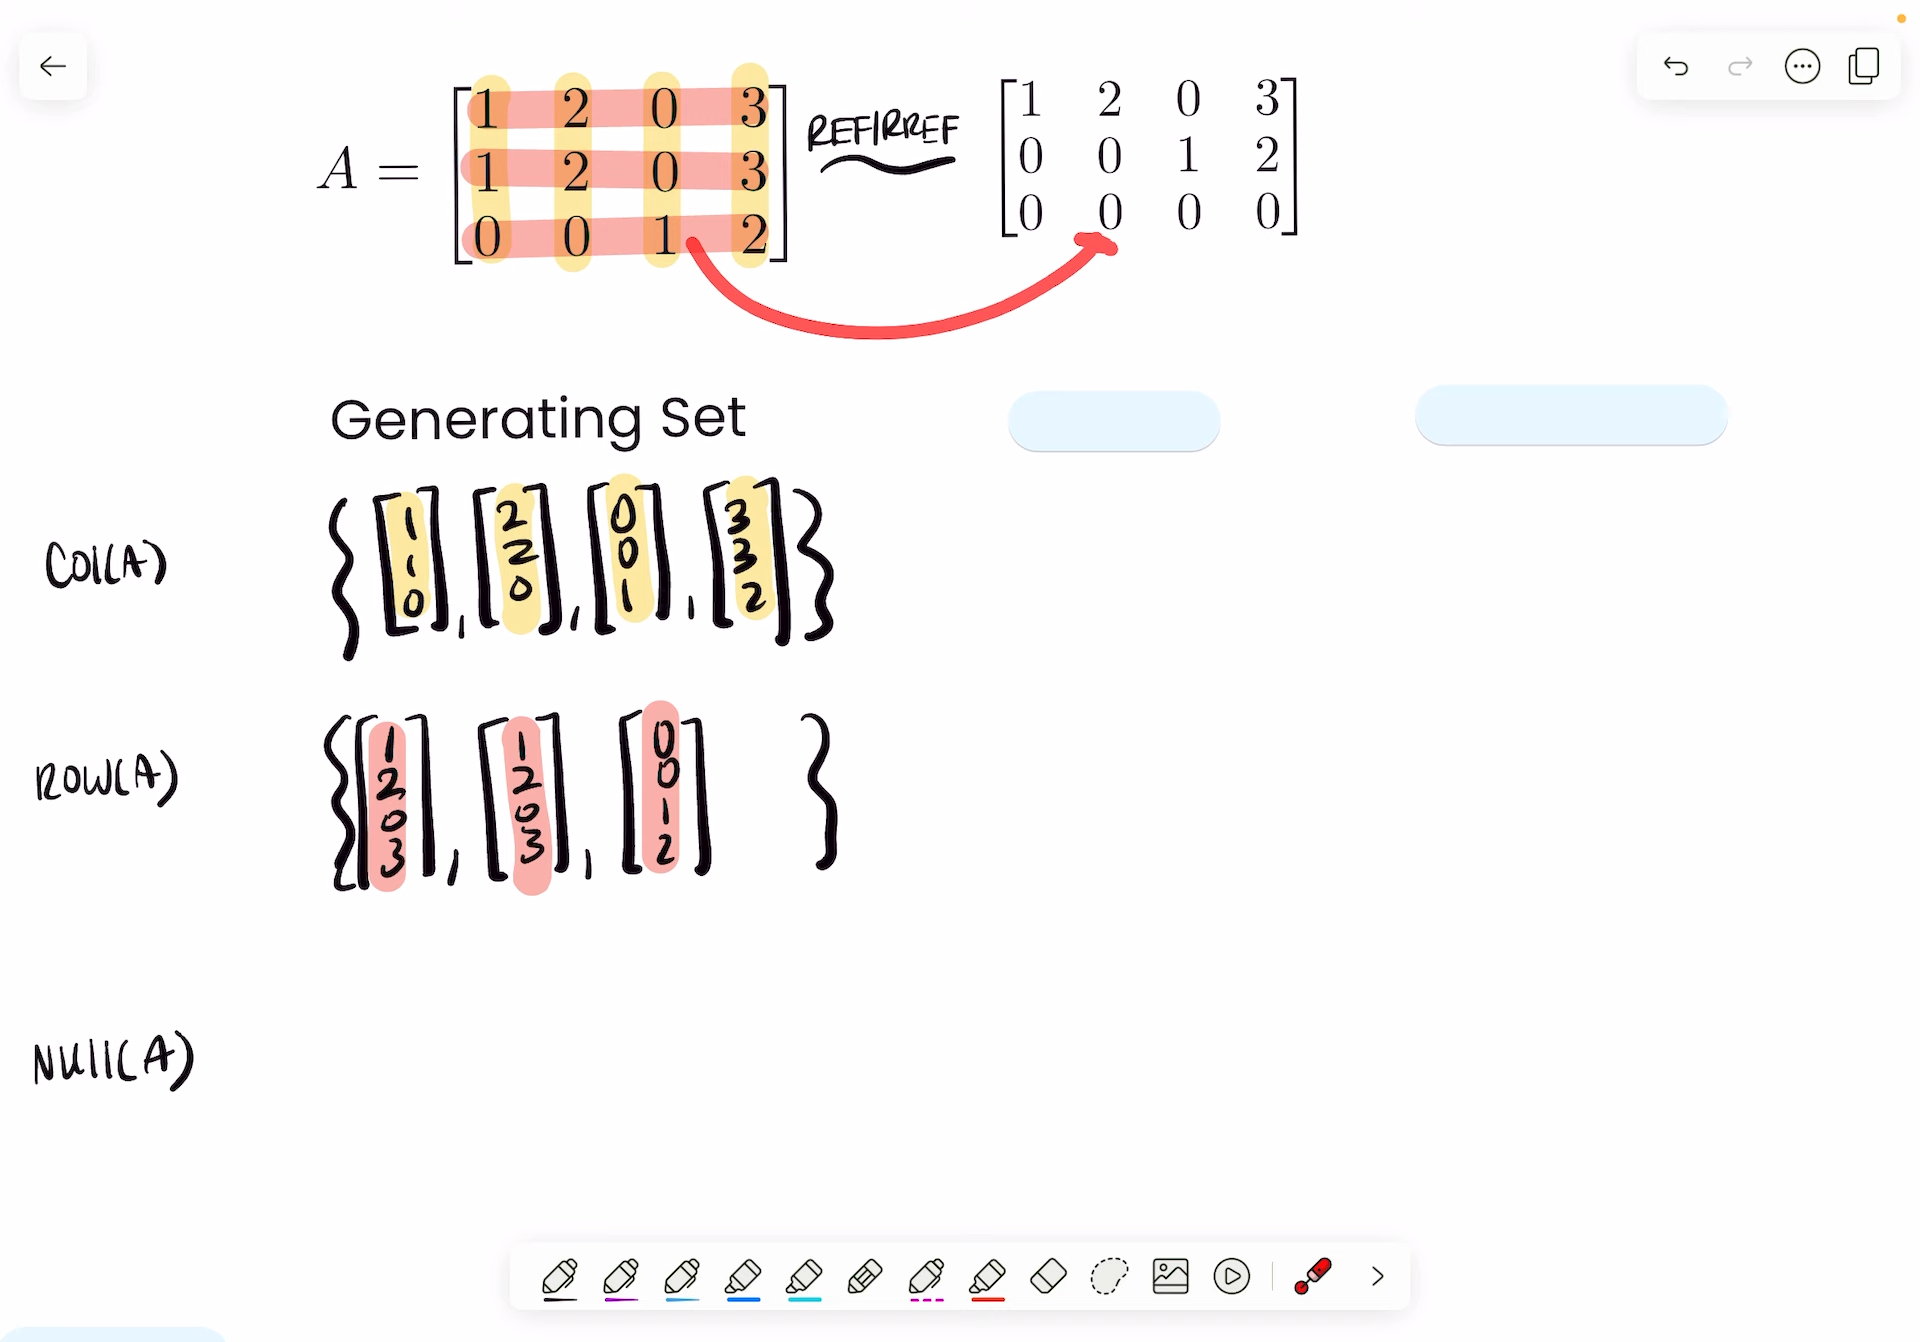 A = [1 2 0 3] REF/RREF [1 2 0 3]
[1 2 0 3] [0 0 1 2]
[0 0 1 2] [0 0 0 0]
Generating Set
COl(A) { [1 1 0], [2 2 0], [0 0 1], [3 3 2] }
ROW(A) { [1 2 0 3], [1 2 0 3], [0 0 1 2] }
NUll(A)